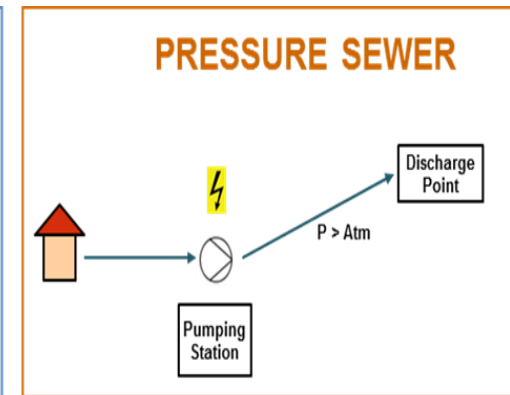 PRESSURE SEWER
Discharge
Point
P > Atm
Pumping
Station